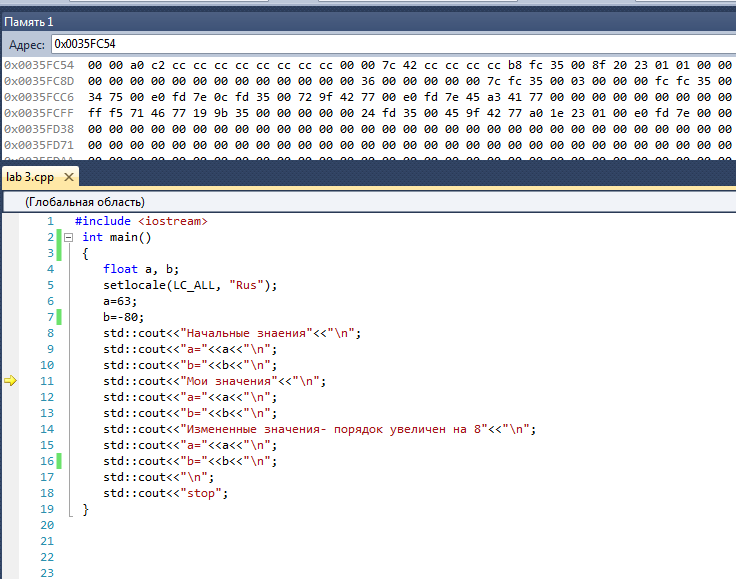 Память 1
Адрес: 0x0035FC54
0x0035FC54 00 00 a0 c2 cc cc cc cc cc cc cc cc 00 00 7c 42 cc cc cc cc b8 fc 35 00 8f 20 23 01 01 00 00
0x0035FC8D 00 00 00 00 00 00 00 00 00 00 00 00 36 00 00 00 00 00 7c fc 35 00 03 00 00 00 fc fc 35 00
0x0035FCC6 34 75 00 e0 fd 7e 0c fd 35 00 72 9f 42 77 00 e0 fd 7e 45 a3 41 77 00 00 00 00 00 00 00 00
0x0035FCFF ff f5 71 46 77 19 9b 35 00 00 00 00 00 24 fd 35 00 45 9f 42 77 a0 1e 23 01 00 e0 fd 7e 00 00
0x0035FD38 00 00 00 00 00 00 00 00 00 00 00 00 00 00 00 00 00 00 00 00 00 00 00 00 00 00 00 00 00 00 00
0x0035FD71 00 00 00 00 00 00 00 00 00 00 00 00 00 00 00 00 00 00 00 00 00 00 00 00 00 00 00 00 00 00 00
lab 3.cpp
(Глобальная область)
1 #include <iostream>
2 int main()
3 {
4 float a, b;
5 setlocale(LC_ALL, "Rus");
6 a=63;
7 b=-80;
8 std::cout<<"Начальные знаения"<<"\n";
9 std::cout<<"a="<<a<<"\n";
10 std::cout<<"b="<<b<<"\n";
11 std::cout<<"Мои значения"<<"\n";
12 std::cout<<"a="<<a<<"\n";
13 std::cout<<"b="<<b<<"\n";
14 std::cout<<"Измененные значения- порядок увеличен на 8"<<"\n";
15 std::cout<<"a="<<a<<"\n";
16 std::cout<<"b="<<b<<"\n";
17 std::cout<<"\n";
18 std::cout<<"stop";
19 }
20
21
22
23